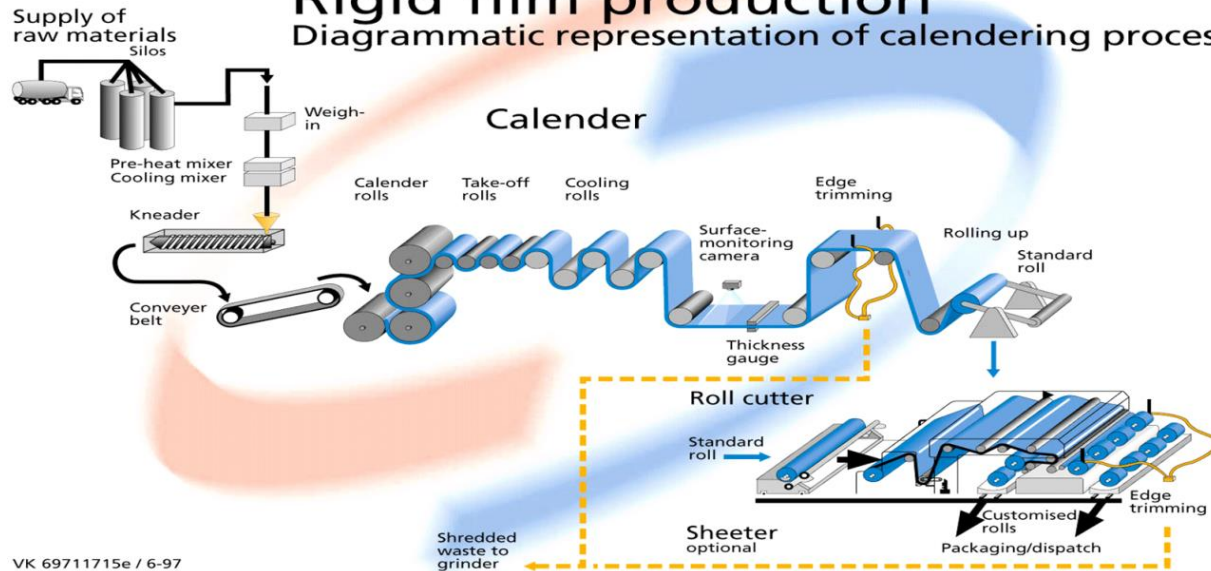 Rigid film production
Diagrammatic representation of calendering proces
Supply of
raw materials
Silos
Weigh-
in
Pre-heat mixer
Cooling mixer
Kneader
Conveyer
belt
Calender
Calender
rolls
Take-off
rolls
Cooling
rolls
Surface-
monitoring
camera
Thickness
gauge
Edge
trimming
Rolling up
Standard
roll
Roll cutter
Standard
roll
Edge
trimming
Customised
rolls
Packaging/dispatch
Sheeter
optional
Shredded
waste to
grinder
VK 69711715e / 6-97